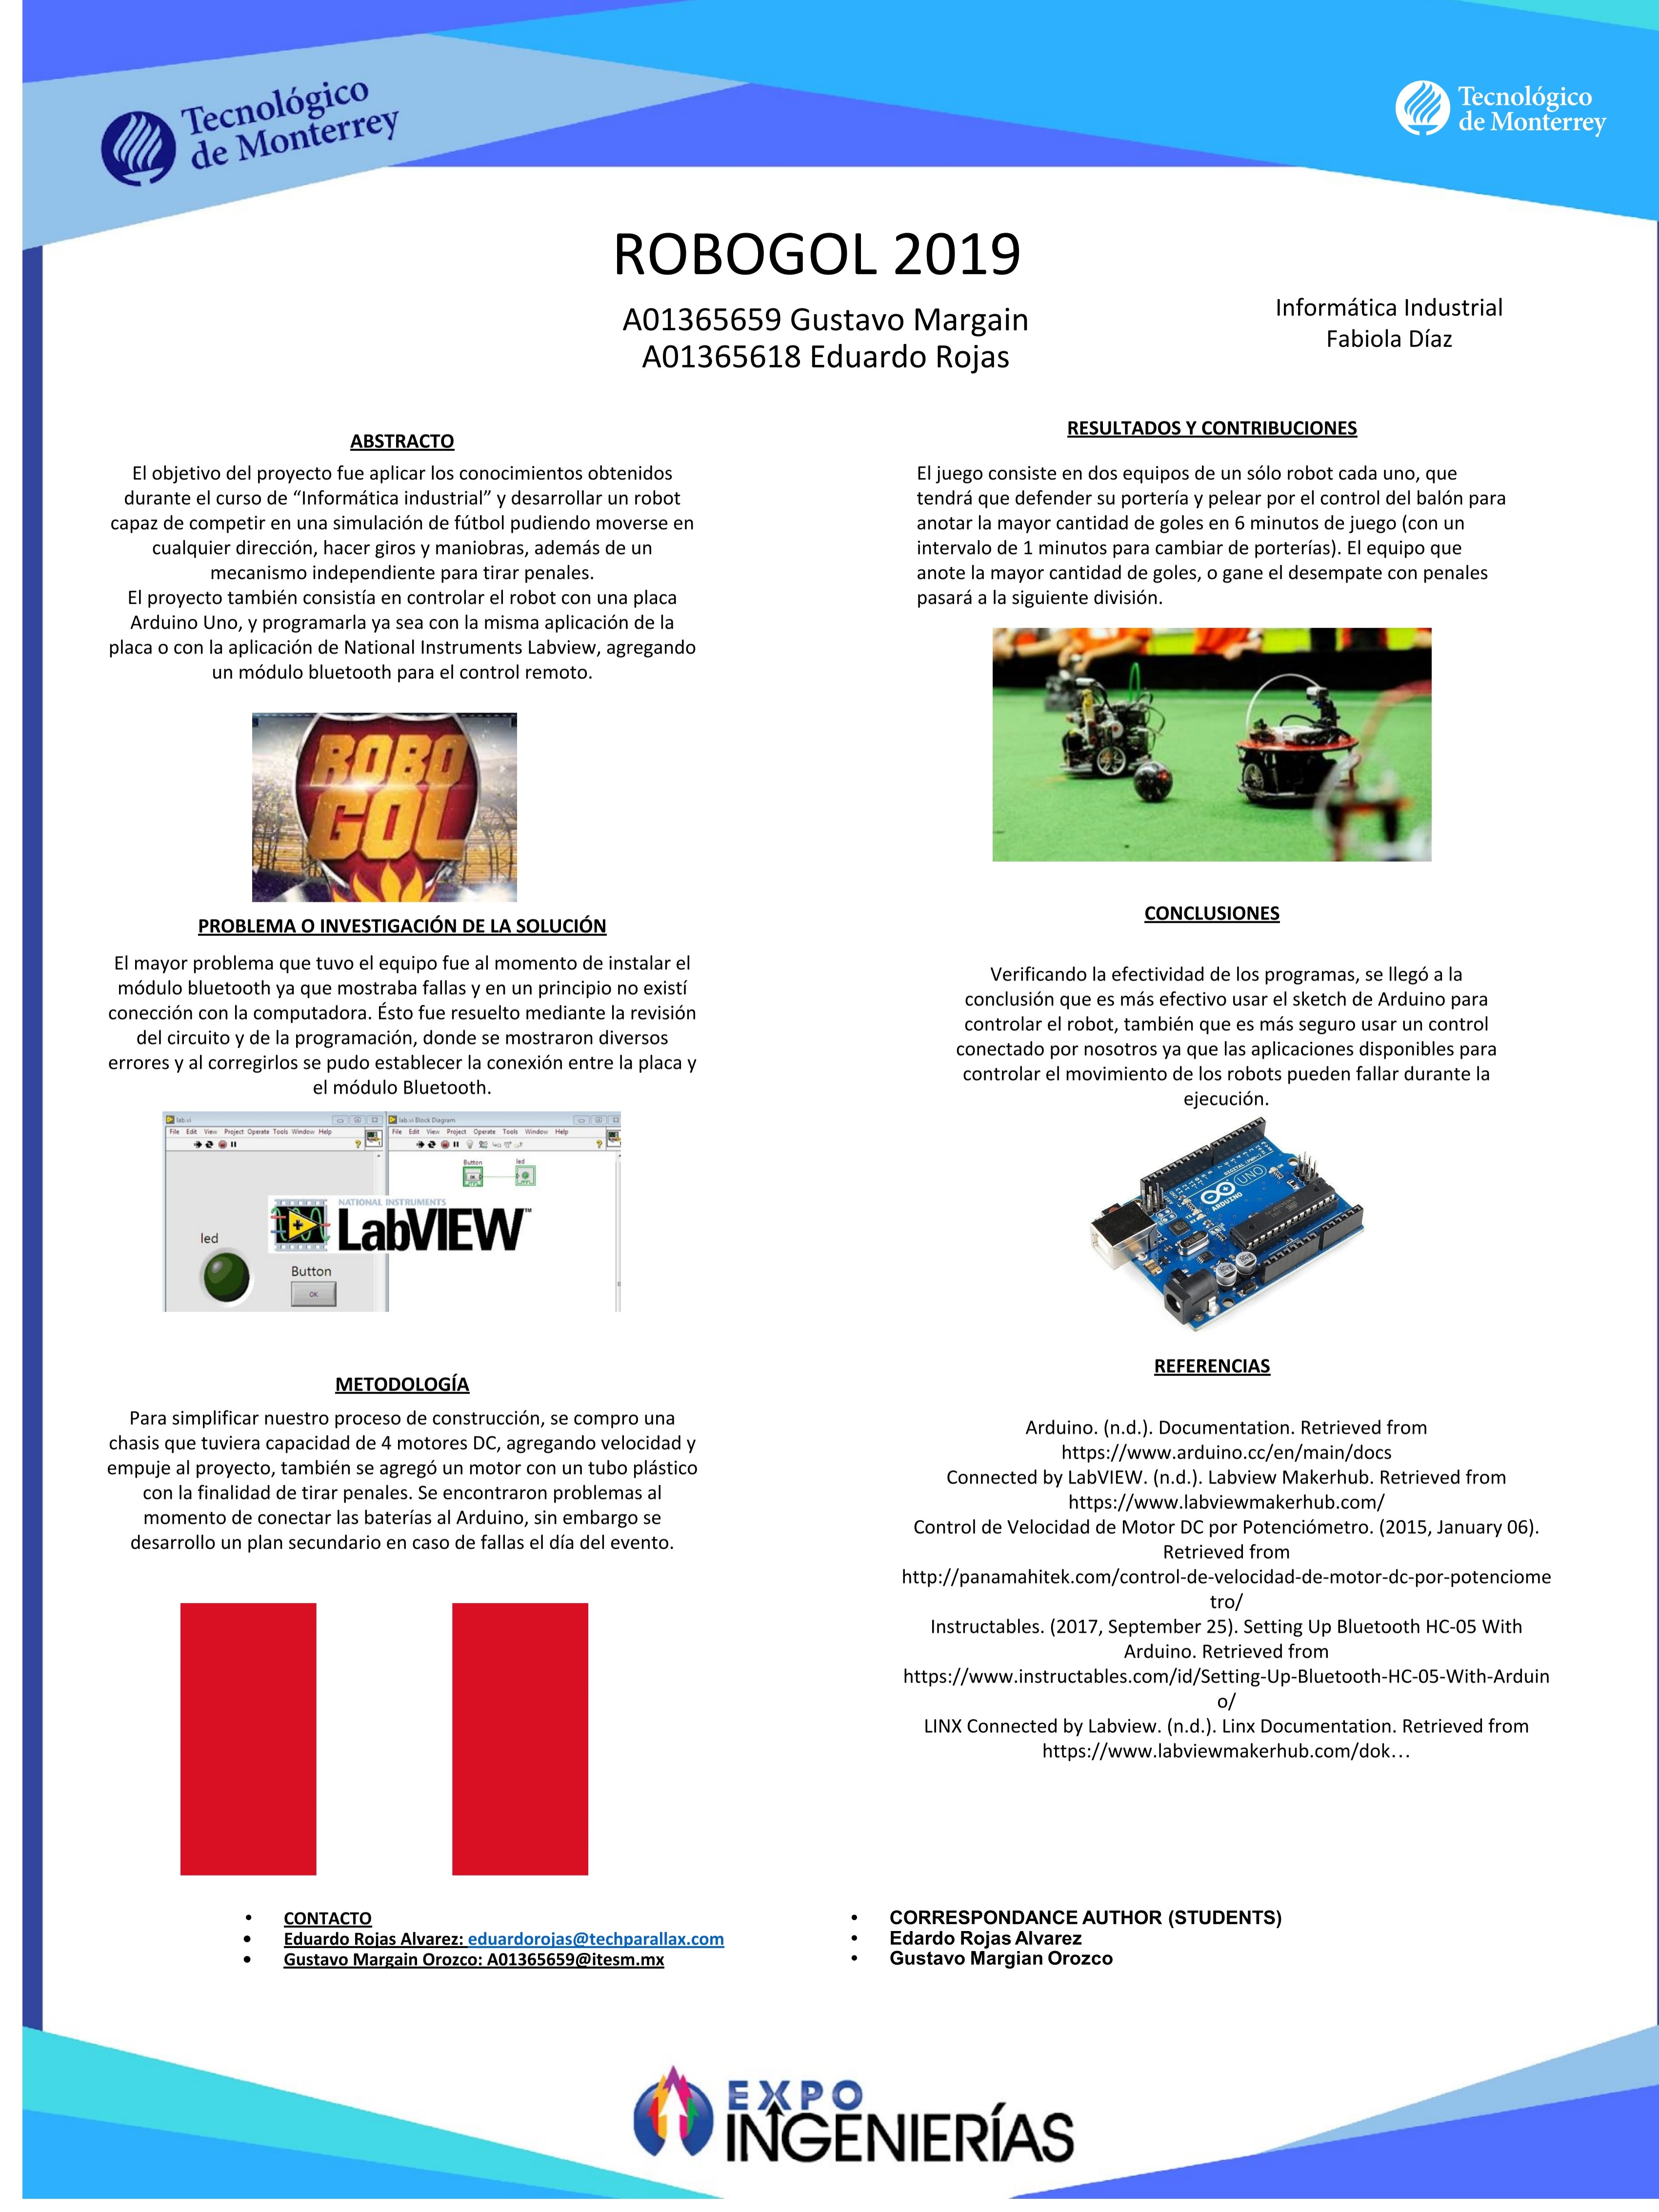 Tecnológico
de Monterrey
Tecnológico
de Monterrey
ROBOGOL 2019
A01365659 Gustavo Margain
A01365618 Eduardo Rojas
Informática Industrial
Fabiola Díaz
ABSTRACTO
El objetivo del proyecto fue aplicar los conocimientos obtenidos
durante el curso de “Informática industrial” y desarrollar un robot
capaz de competir en una simulación de fútbol pudiendo moverse en
cualquier dirección, hacer giros y maniobras, además de un
mecanismo independiente para tirar penales.
El proyecto también consistía en controlar el robot con una placa
Arduino Uno, y programarla ya sea con la misma aplicación de la
placa o con la aplicación de National Instruments Labview, agregando
un módulo bluetooth para el control remoto.
ROBO
GOL
PROBLEMA O INVESTIGACIÓN DE LA SOLUCIÓN
El mayor problema que tuvo el equipo fue al momento de instalar el
módulo bluetooth ya que mostraba fallas y en un principio no existí
conección con la computadora. Ésto fue resuelto mediante la revisión
del circuito y de la programación, donde se mostraron diversos
errores y al corregirlos se pudo establecer la conexión entre la placa y
el módulo Bluetooth.
lab.vi
File Edit View Project Operate Tools Window Help
lab.vi Block Diagram
File Edit View Project Operate Tools Window Help
Button
led
NATIONAL INSTRUMENTS
LabVIEW™
led
Button
OK
METODOLOGÍA
Para simplificar nuestro proceso de construcción, se compro una
chasis que tuviera capacidad de 4 motores DC, agregando velocidad y
empuje al proyecto, también se agregó un motor con un tubo plástico
con la finalidad de tirar penales. Se encontraron problemas al
momento de conectar las baterías al Arduino, sin embargo se
desarrollo un plan secundario en caso de fallas el día del evento.
RESULTADOS Y CONTRIBUCIONES
El juego consiste en dos equipos de un sólo robot cada uno, que
tendrá que defender su portería y pelear por el control del balón para
anotar la mayor cantidad de goles en 6 minutos de juego (con un
intervalo de 1 minutos para cambiar de porterías). El equipo que
anote la mayor cantidad de goles, o gane el desempate con penales
pasará a la siguiente división.
CONCLUSIONES
Verificando la efectividad de los programas, se llegó a la
conclusión que es más efectivo usar el sketch de Arduino para
controlar el robot, también que es más seguro usar un control
conectado por nosotros ya que las aplicaciones disponibles para
controlar el movimiento de los robots pueden fallar durante la
ejecución.
UNO
ARDUINO
REFERENCIAS
Arduino. (n.d.). Documentation. Retrieved from
https://www.arduino.cc/en/main/docs
Connected by LabVIEW. (n.d.). Labview Makerhub. Retrieved from
https://www.labviewmakerhub.com/
Control de Velocidad de Motor DC por Potenciómetro. (2015, January 06).
Retrieved from
http://panamahitek.com/control-de-velocidad-de-motor-dc-por-potenciome
tro/
Instructables. (2017, September 25). Setting Up Bluetooth HC-05 With
Arduino. Retrieved from
https://www.instructables.com/id/Setting-Up-Bluetooth-HC-05-With-Arduin
o/
LINX Connected by Labview. (n.d.). Linx Documentation. Retrieved from
https://www.labviewmakerhub.com/dok…
• CONTACTO
• Eduardo Rojas Alvarez: eduardorojas@techparallax.com
• Gustavo Margain Orozco: A01365659@itesm.mx
• CORRESPONDANCE AUTHOR (STUDENTS)
• Edardo Rojas Alvarez
• Gustavo Margian Orozco
EXPO
INGENIERÍAS